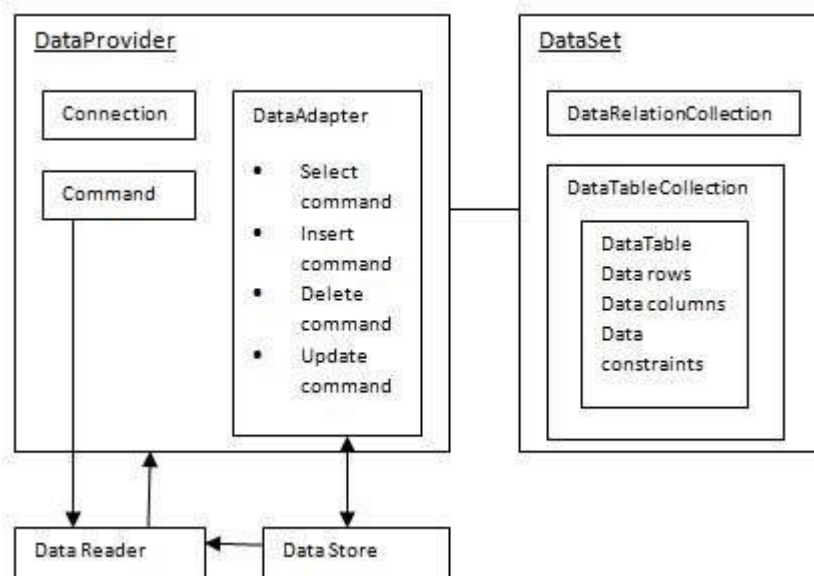 DataProvider
Connection
Command
DataAdapter
Select
command
Insert
command
Delete
command
Update
command
DataSet
DataRelationCollection
DataTableCollection
DataTable
Data rows
Data columns
Data
constraints
Data Reader
Data Store